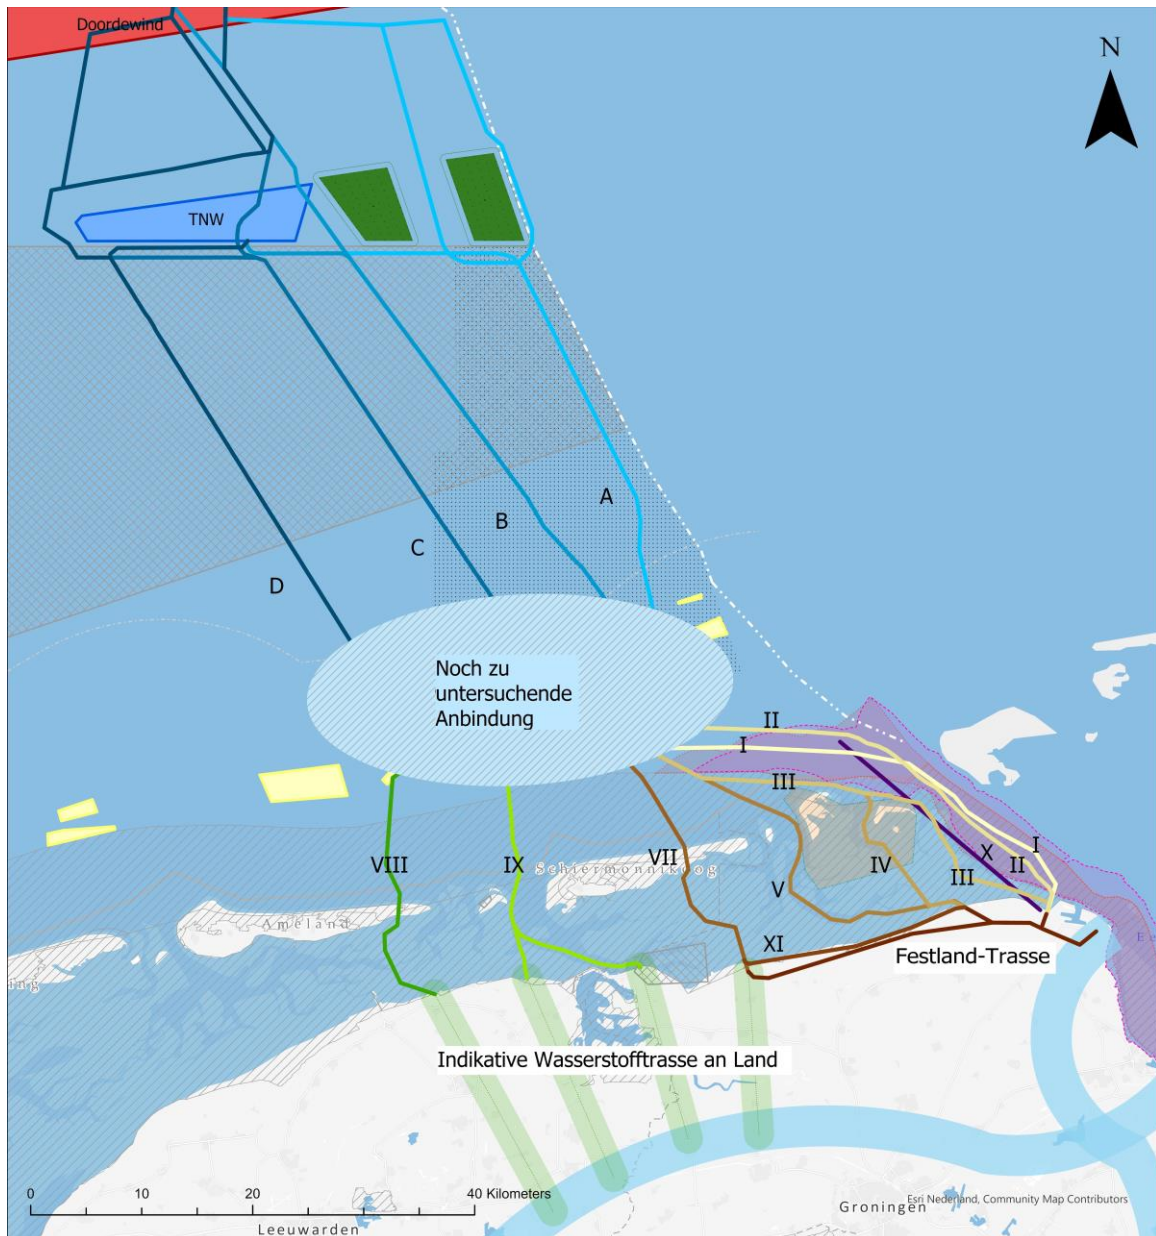 Doordewind
N
TNW
A
B
C
D
Noch zu
untersuchende
Anbindung
II
I
III
VIII
IX
Schiermonnikoog
VII
IV
X
I
II
III
V
Ameland
XI
Festland-Trasse
ing
Indikative Wasserstofftrasse an Land
0 10 20 40 Kilometers
Leeuwarden
Groningen
Esri Nederland, Community Map Contributors